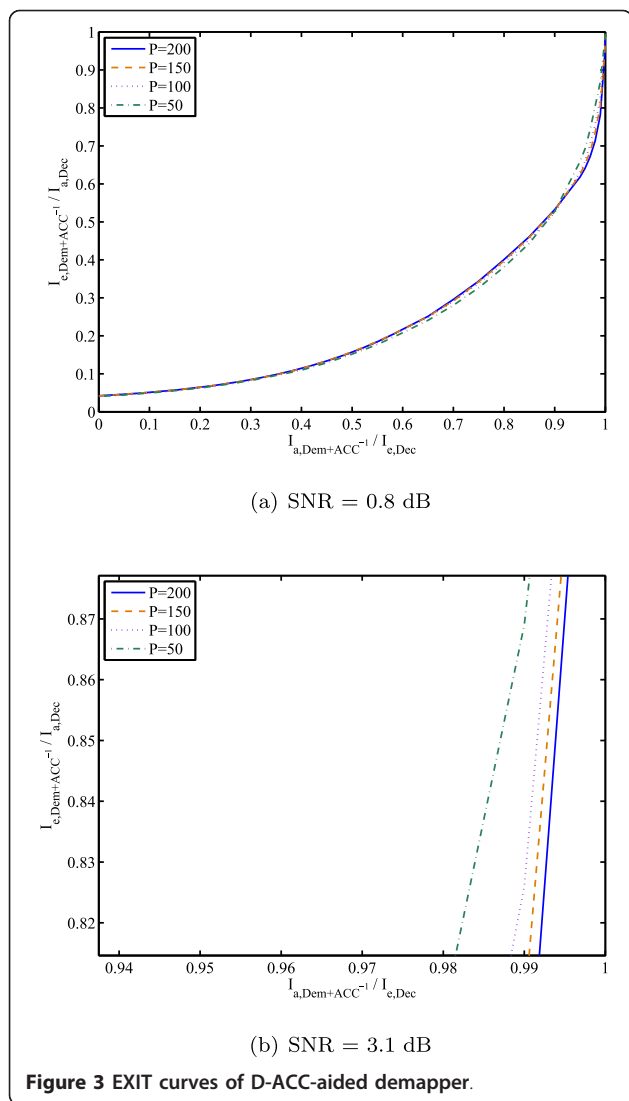 1
0.9
0.8
0.7
0.6
0.5
0.4
0.3
0.2
0.1
0
I_e,Dem+ACC⁻¹ / I_a,Dec
P=200
P=150
P=100
P=50
0 0.1 0.2 0.3 0.4 0.5 0.6 0.7 0.8 0.9 1
I_a,Dem+ACC⁻¹ / I_e,Dec
(a) SNR = 0.8 dB
0.87
0.86
0.85
0.84
0.83
0.82
I_e,Dem+ACC⁻¹ / I_a,Dec
P=200
P=150
P=100
P=50
0.94 0.95 0.96 0.97 0.98 0.99 1
I_a,Dem+ACC⁻¹ / I_e,Dec
(b) SNR = 3.1 dB
Figure 3 EXIT curves of D-ACC-aided demapper.